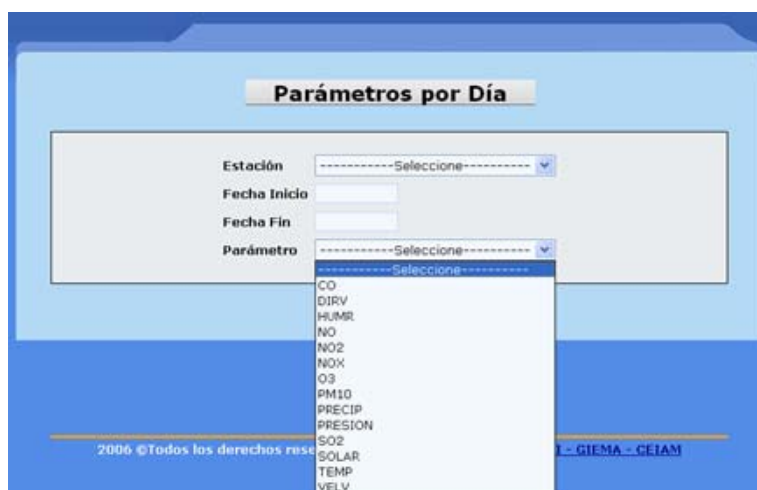 Parámetros por Día
Estación -----------Seleccione----------
Fecha Inicio
Fecha Fin
Parámetro -----------Seleccione----------
-----------Seleccione----------
CO
DIRV
HUMR
NO
NO2
NOX
O3
PM10
PRECIP
PRESION
SO2
SOLAR
TEMP
VELV
2006 ©Todos los derechos - GIEMA - CEIAM